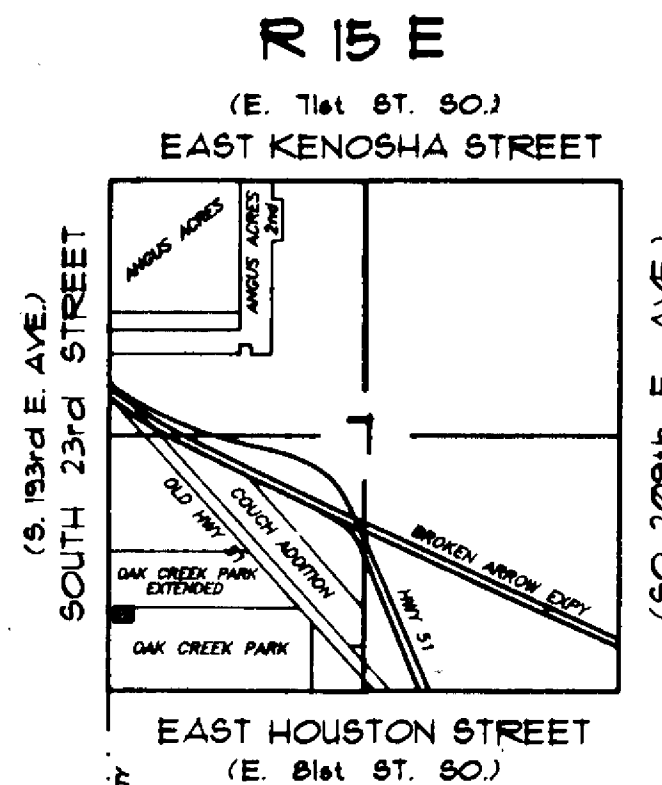 R 15 E
(E. 71st ST. SO.)
EAST KENOSHA STREET
ANGUS ACRES
ANGUS ACRES
2nd
(S. 193rd E. AVE.)
SOUTH 23rd STREET
7
OLD HWY 51
COUCH ADDITION
BROKEN ARROW EXPY
HWY 51
OAK CREEK PARK
EXTENDED
OAK CREEK PARK
EAST HOUSTON STREET
(E. 81st ST. SO.)